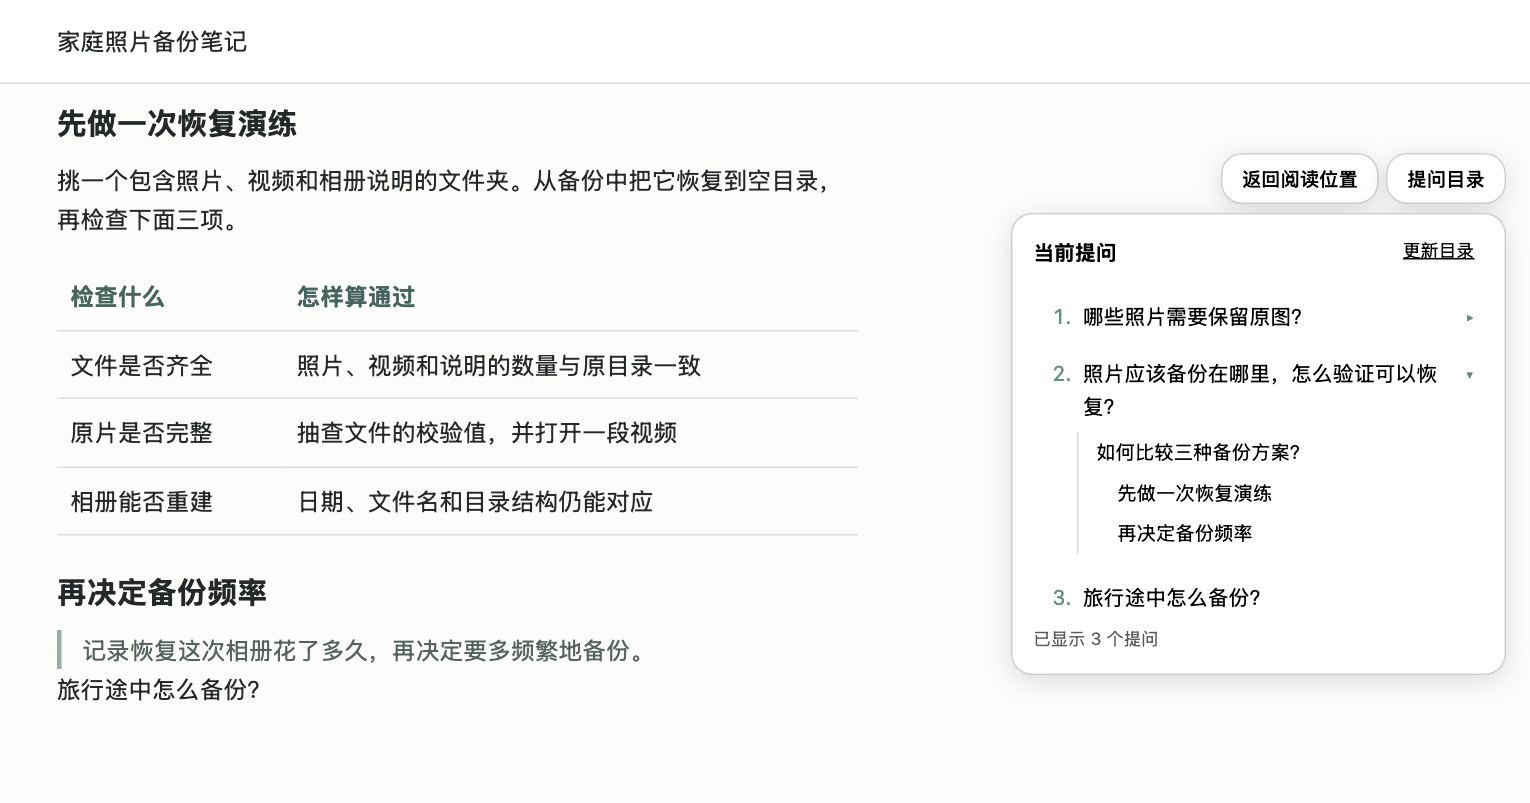 家庭照片备份笔记
先做一次恢复演练
挑一个包含照片、视频和相册说明的文件夹。从备份中把它恢复到空目录，
再检查下面三项。
检查什么 怎样算通过
文件是否齐全 照片、视频和说明的数量与原目录一致
原片是否完整 抽查文件的校验值，并打开一段视频
相册能否重建 日期、文件名和目录结构仍能对应
再决定备份频率
记录恢复这次相册花了多久，再决定要多频繁地备份。
旅行途中怎么备份？
返回阅读位置 提问目录
当前提问 更新目录
1. 哪些照片需要保留原图？
2. 照片应该备份在哪里，怎么验证可以恢
复？
如何比较三种备份方案？
先做一次恢复演练
再决定备份频率
3. 旅行途中怎么备份？
已显示 3 个提问